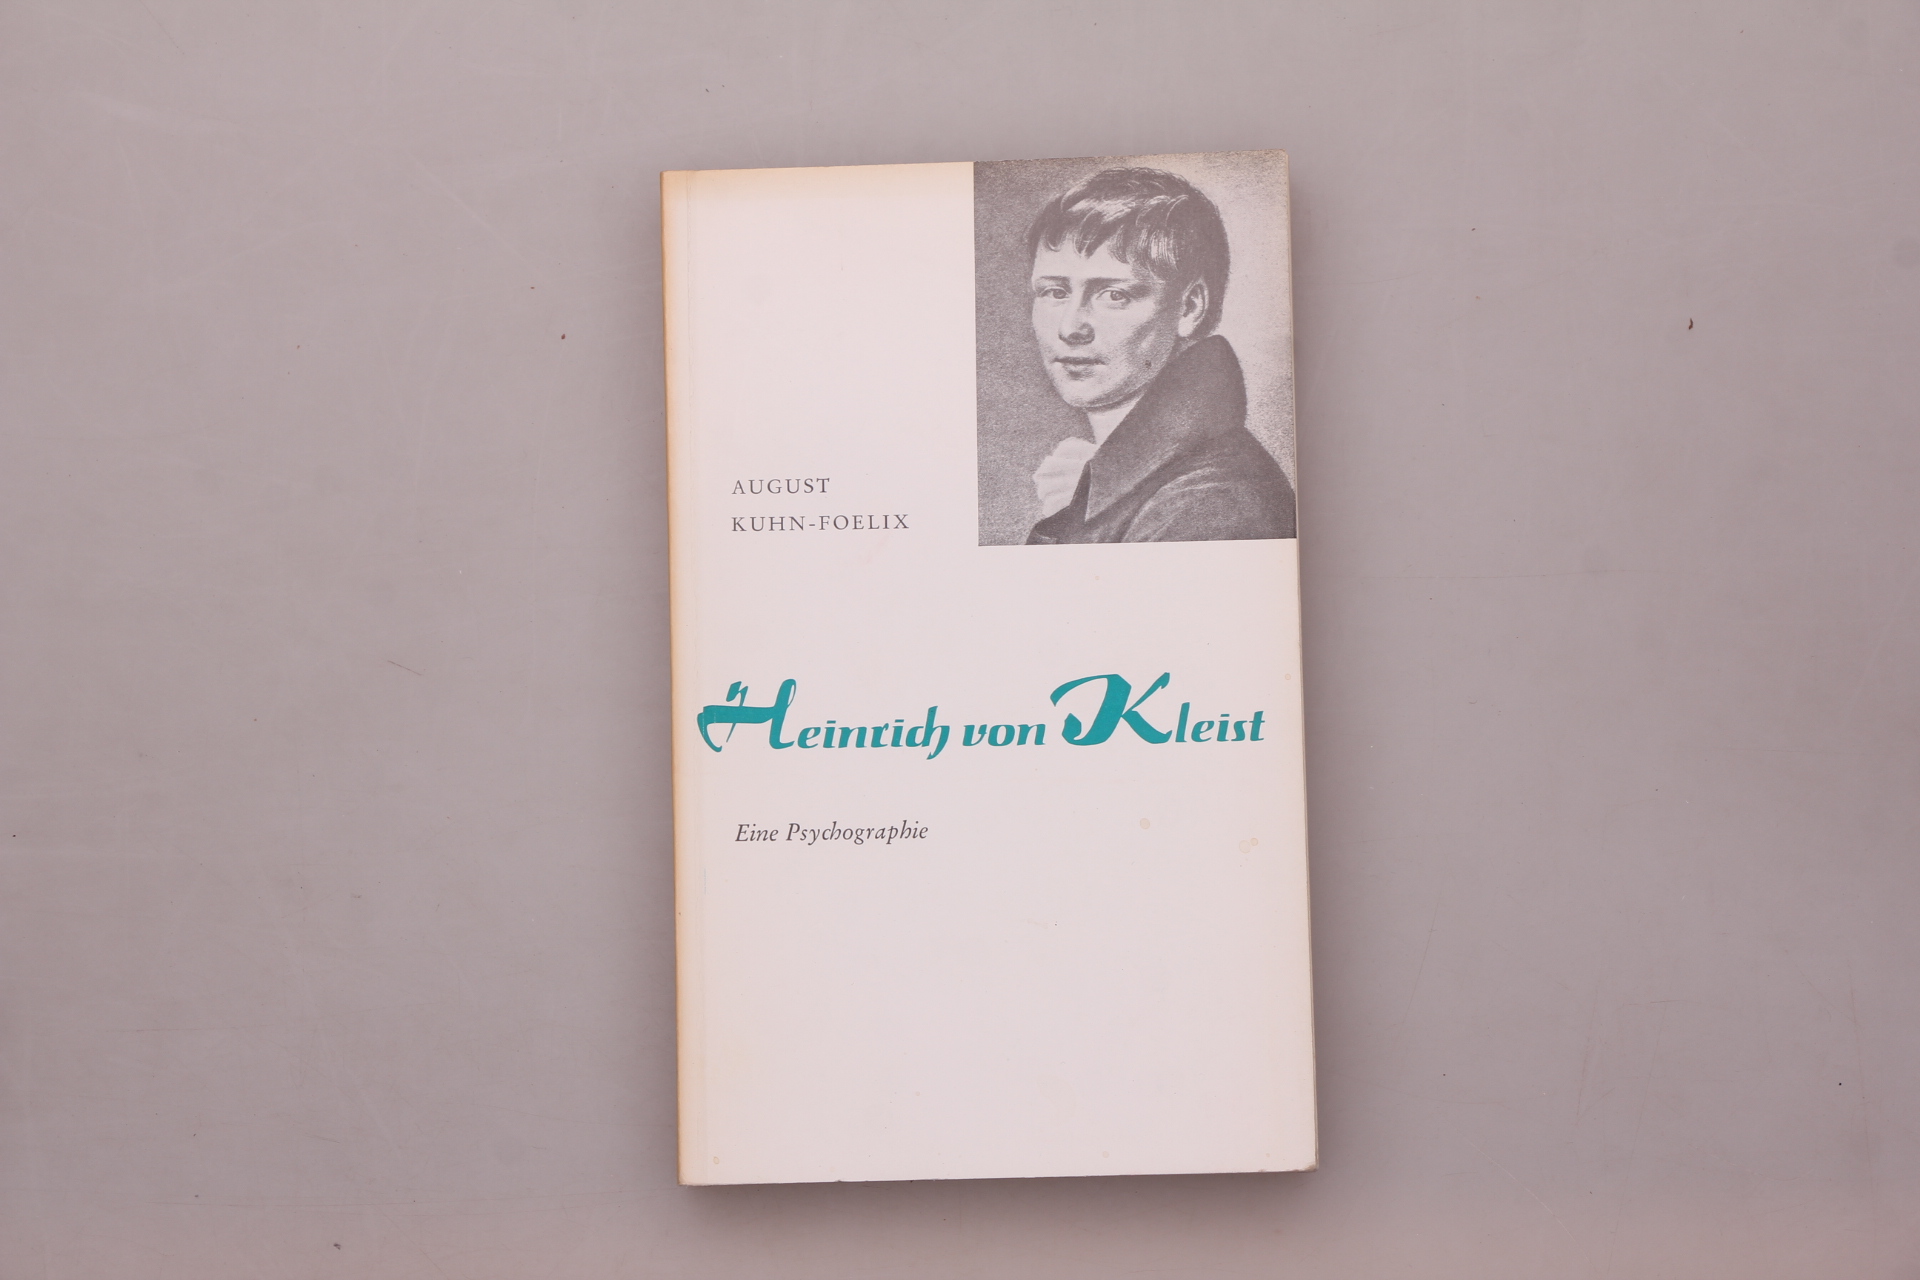 AUGUST
KUHN-FOELIX
Heinrich von Kleist
Eine Psychographie